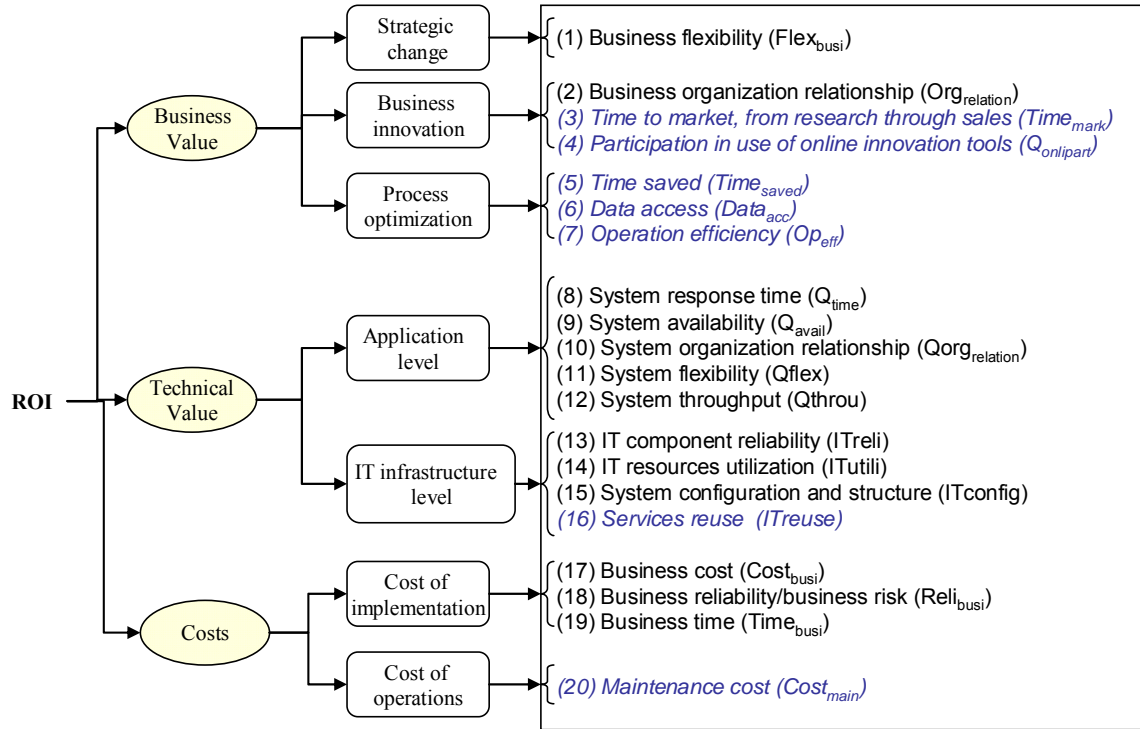 ROI
Business
Value
Strategic
change
(1) Business flexibility (Flexbusi)
Business
innovation
(2) Business organization relationship (Orgrelation)
(3) Time to market, from research through sales (Timemark)
(4) Participation in use of online innovation tools (Qonlipart)
Process
optimization
(5) Time saved (Timesaved)
(6) Data access (Dataacc)
(7) Operation efficiency (Opeff)
Technical
Value
Application
level
(8) System response time (Qtime)
(9) System availability (Qavail)
(10) System organization relationship (Qorgrelation)
(11) System flexibility (Qflex)
(12) System throughput (Qthrou)
IT infrastructure
level
(13) IT component reliability (ITreli)
(14) IT resources utilization (ITutili)
(15) System configuration and structure (ITconfig)
(16) Services reuse (ITreuse)
Costs
Cost of
implementation
(17) Business cost (Costbusi)
(18) Business reliability/business risk (Relibusi)
(19) Business time (Timebusi)
Cost of
operations
(20) Maintenance cost (Costmain)